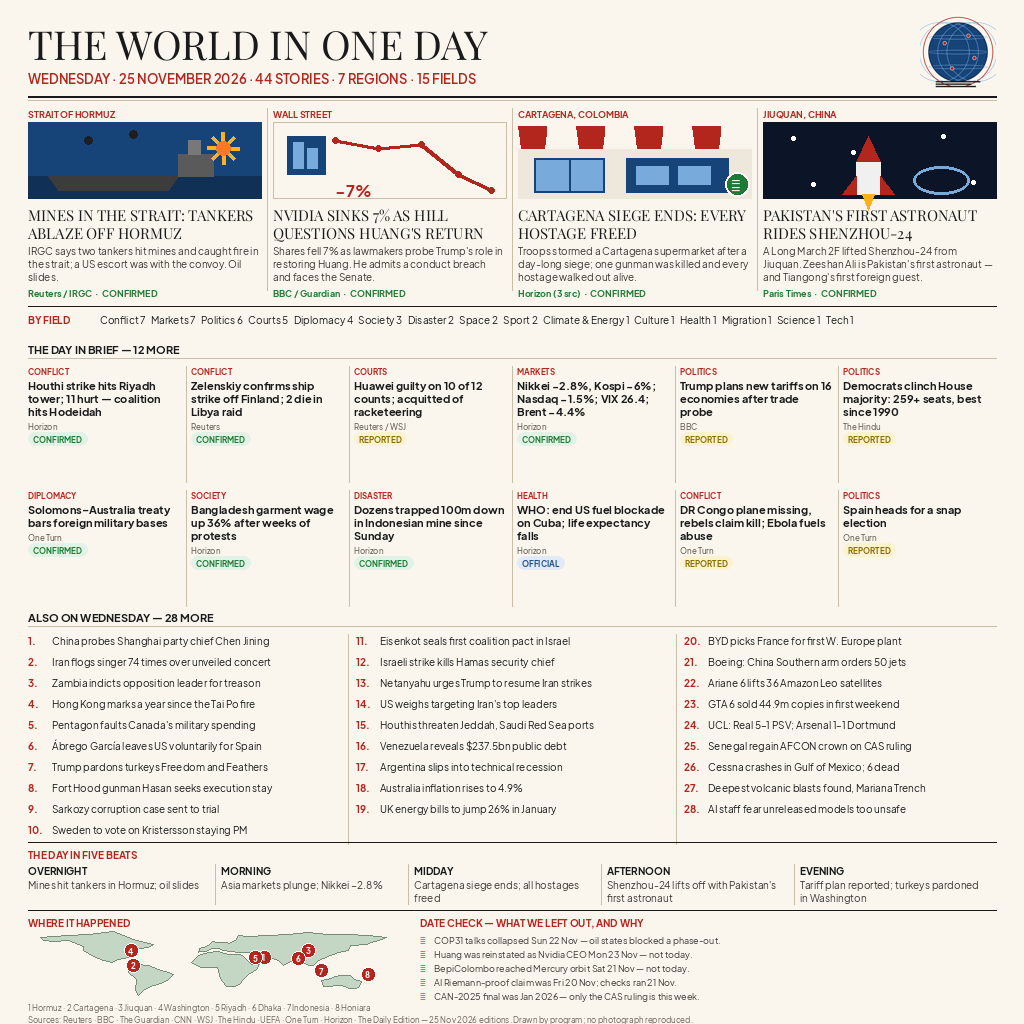 THE WORLD IN ONE DAY
WEDNESDAY · 25 NOVEMBER 2026 · 44 STORIES · 7 REGIONS · 15 FIELDS
STRAIT OF HORMUZ
MINES IN THE STRAIT: TANKERS
ABLAZE OFF HORMUZ
IRGC says two tankers hit mines and caught fire in
the strait; a US escort was with the convoy. Oil
slides.
Reuters / IRGC · CONFIRMED
WALL STREET
−7%
NVIDIA SINKS 7% AS HILL
QUESTIONS HUANG'S RETURN
Shares fell 7% as lawmakers probe Trump's role in
restoring Huang. He admits a conduct breach
and faces the Senate.
BBC / Guardian · CONFIRMED
CARTAGENA, COLOMBIA
CARTAGENA SIEGE ENDS: EVERY
HOSTAGE FREED
Troops stormed a Cartagena supermarket after a
day-long siege; one gunman was killed and every
hostage walked out alive.
Horizon (3 src) · CONFIRMED
JIUQUAN, CHINA
PAKISTAN'S FIRST ASTRONAUT
RIDES SHENZHOU-24
A Long March 2F lifted Shenzhou-24 from
Jiuquan. Zeeshan Ali is Pakistan's first astronaut —
and Tiangong's first foreign guest.
Paris Times · CONFIRMED
BY FIELD
Conflict 7 Markets 7 Politics 6 Courts 5 Diplomacy 4 Society 3 Disaster 2 Space 2 Sport 2 Climate & Energy 1 Culture 1 Health 1 Migration 1 Science 1 Tech 1
THE DAY IN BRIEF — 12 MORE
CONFLICT
Houthi strike hits Riyadh
tower; 11 hurt — coalition
hits Hodeidah
Horizon
CONFIRMED
CONFLICT
Zelenskiy confirms ship
strike off Finland; 2 die in
Libya raid
Reuters
CONFIRMED
COURTS
Huawei guilty on 10 of 12
counts; acquitted of
racketeering
Reuters / WSJ
REPORTED
MARKETS
Nikkei −2.8%, Kospi −6%;
Nasdaq −1.5%; VIX 26.4;
Brent −4.4%
Horizon
CONFIRMED
POLITICS
Trump plans new tariffs on 16
economies after trade
probe
BBC
REPORTED
POLITICS
Democrats clinch House
majority: 259+ seats, best
since 1990
The Hindu
REPORTED
DIPLOMACY
Solomons–Australia treaty
bars foreign military bases
One Turn
CONFIRMED
SOCIETY
Bangladesh garment wage
up 36% after weeks of
protests
Horizon
CONFIRMED
DISASTER
Dozens trapped 100m down
in Indonesian mine since
Sunday
Horizon
CONFIRMED
HEALTH
WHO: end US fuel blockade
on Cuba; life expectancy
falls
Horizon
OFFICIAL
CONFLICT
DR Congo plane missing,
rebels claim kill; Ebola fuels
abuse
One Turn
REPORTED
POLITICS
Spain heads for a snap
election
One Turn
REPORTED
ALSO ON WEDNESDAY — 28 MORE
1. China probes Shanghai party chief Chen Jining
2. Iran flogs singer 74 times over unveiled concert
3. Zambia indicts opposition leader for treason
4. Hong Kong marks a year since the Tai Po fire
5. Pentagon faults Canada's military spending
6. Ábrego García leaves US voluntarily for Spain
7. Trump pardons turkeys Freedom and Feathers
8. Fort Hood gunman Hasan seeks execution stay
9. Sarkozy corruption case sent to trial
10. Sweden to vote on Kristersson staying PM
11. Eisenkot seals first coalition pact in Israel
12. Israeli strike kills Hamas security chief
13. Netanyahu urges Trump to resume Iran strikes
14. US weighs targeting Iran's top leaders
15. Houthis threaten Jeddah, Saudi Red Sea ports
16. Venezuela reveals $237.5bn public debt
17. Argentina slips into technical recession
18. Australia inflation rises to 4.9%
19. UK energy bills to jump 26% in January
20. BYD picks France for first W. Europe plant
21. Boeing: China Southern arm orders 50 jets
22. Ariane 6 lifts 36 Amazon Leo satellites
23. GTA 6 sold 44.9m copies in first weekend
24. UCL: Real 5–1 PSV; Arsenal 1–1 Dortmund
25. Senegal regain AFCON crown on CAS ruling
26. Cessna crashes in Gulf of Mexico; 6 dead
27. Deepest volcanic blasts found, Mariana Trench
28. AI staff fear unreleased models too unsafe
THE DAY IN FIVE BEATS
OVERNIGHT
Mines hit tankers in Hormuz; oil slides
MORNING
Asia markets plunge; Nikkei −2.8%
MIDDAY
Cartagena siege ends; all hostages
freed
AFTERNOON
Shenzhou-24 lifts off with Pakistan's
first astronaut
EVENING
Tariff plan reported; turkeys pardoned
in Washington
WHERE IT HAPPENED
4
2
5
1
3
6
7
8
1 Hormuz · 2 Cartagena · 3 Jiuquan · 4 Washington · 5 Riyadh · 6 Dhaka · 7 Indonesia · 8 Honiara
DATE CHECK — WHAT WE LEFT OUT, AND WHY
COP31 talks collapsed Sun 22 Nov — oil states blocked a phase-out.
Huang was reinstated as Nvidia CEO Mon 23 Nov — not today.
BepiColombo reached Mercury orbit Sat 21 Nov — not today.
AI Riemann-proof claim was Fri 20 Nov; checks ran 21 Nov.
CAN-2025 final was Jan 2026 — only the CAS ruling is this week.
Sources: Reuters · BBC · The Guardian · CNN · WSJ · The Hindu · UEFA · One Turn · Horizon · The Daily Edition — 25 Nov 2026 editions. Drawn by program; no photograph reproduced.